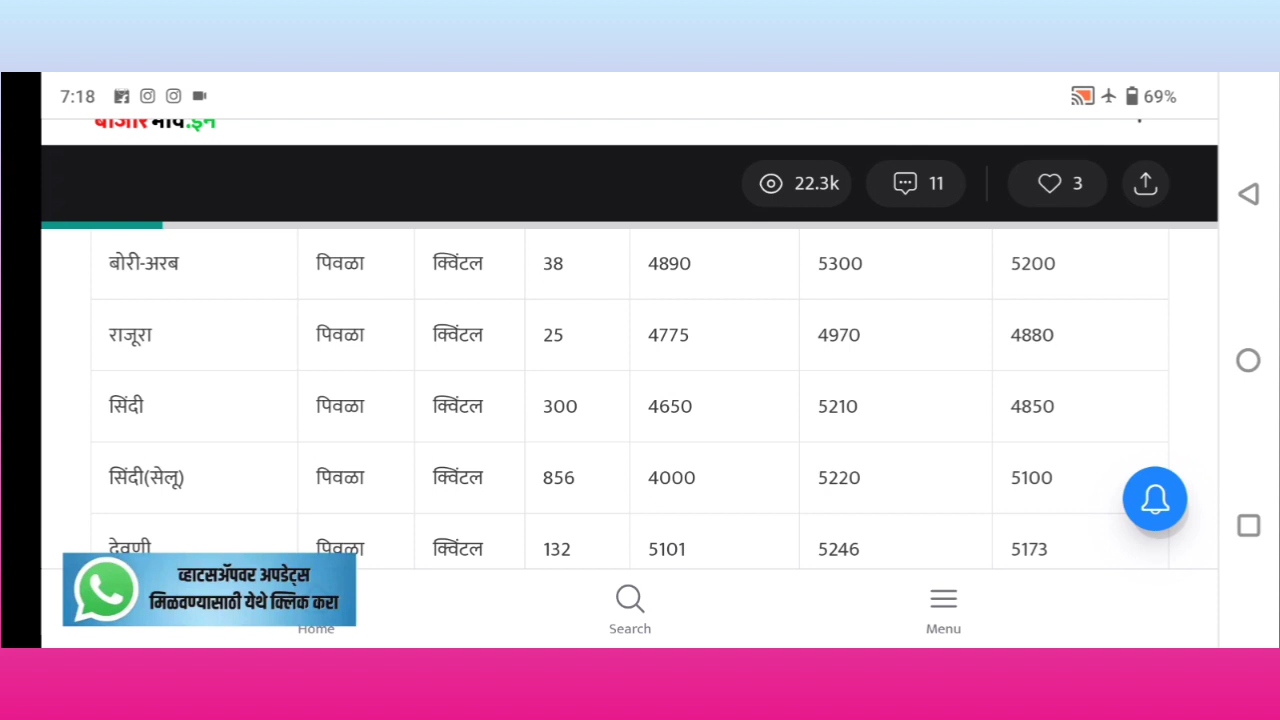 7:18 69%
बाजारभाव.इन
22.3k 11 3
बोरी-अरब पिवळा क्विंटल 38 4890 5300 5200
राजूरा पिवळा क्विंटल 25 4775 4970 4880
सिंदी पिवळा क्विंटल 300 4650 5210 4850
सिंदी(सेलू) पिवळा क्विंटल 856 4000 5220 5100
देवणी पिवळा क्विंटल 132 5101 5246 5173
व्हाटसॲपवर अपडेट्स
मिळवण्यासाठी येथे क्लिक करा
Home Search Menu